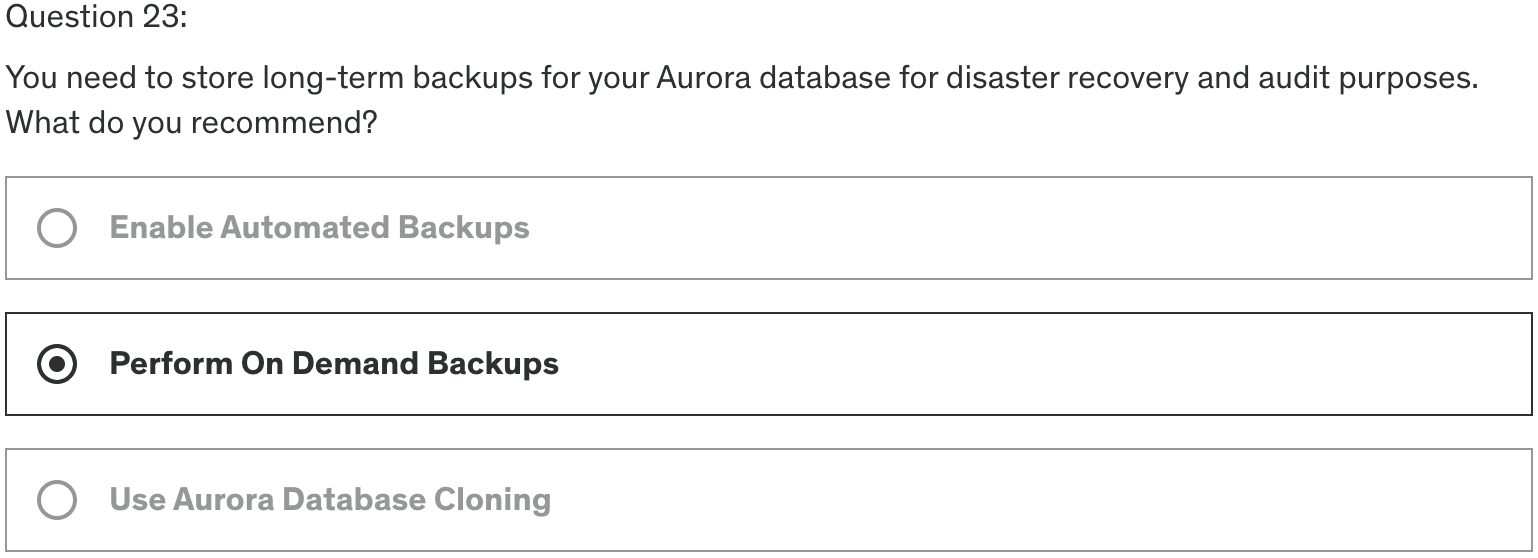 Question 23:
You need to store long-term backups for your Aurora database for disaster recovery and audit purposes.
What do you recommend?
Enable Automated Backups
Perform On Demand Backups
Use Aurora Database Cloning